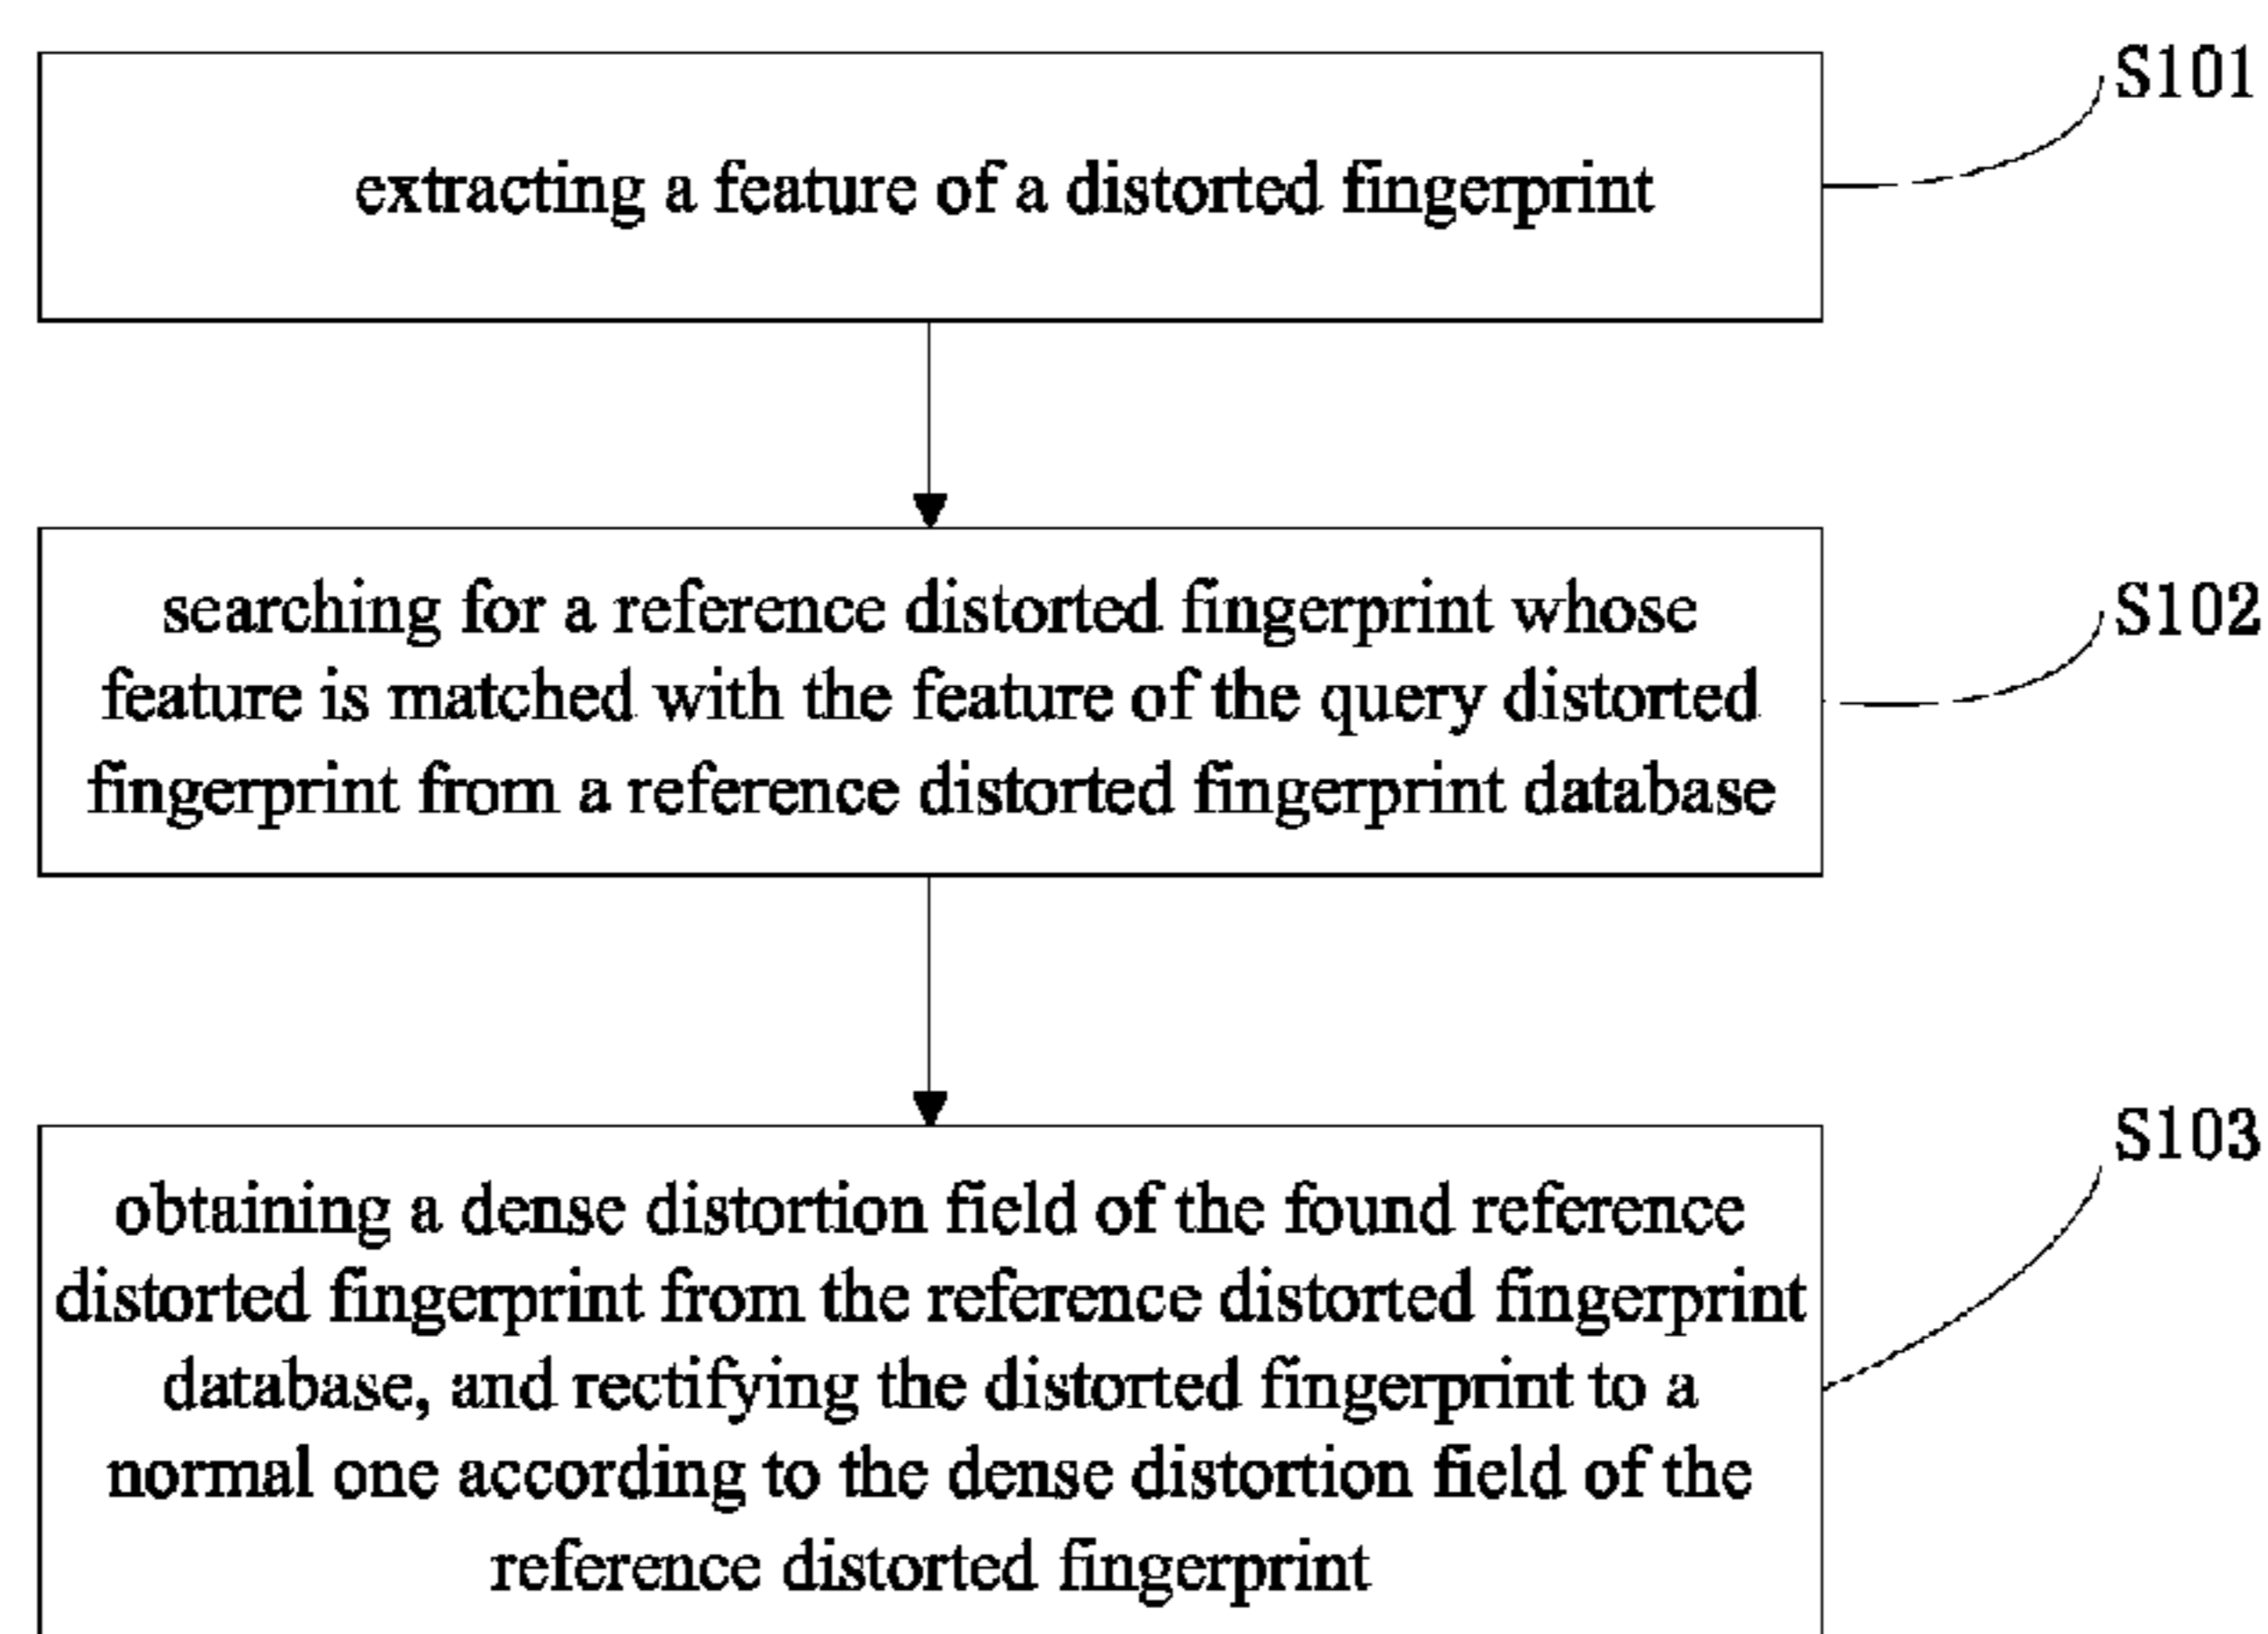 S101
extracting a feature of a distorted fingerprint
S102
searching for a reference distorted fingerprint whose
feature is matched with the feature of the query distorted
fingerprint from a reference distorted fingerprint database
S103
obtaining a dense distortion field of the found reference
distorted fingerprint from the reference distorted fingerprint
database, and rectifying the distorted fingerprint to a
normal one according to the dense distortion field of the
reference distorted fingerprint